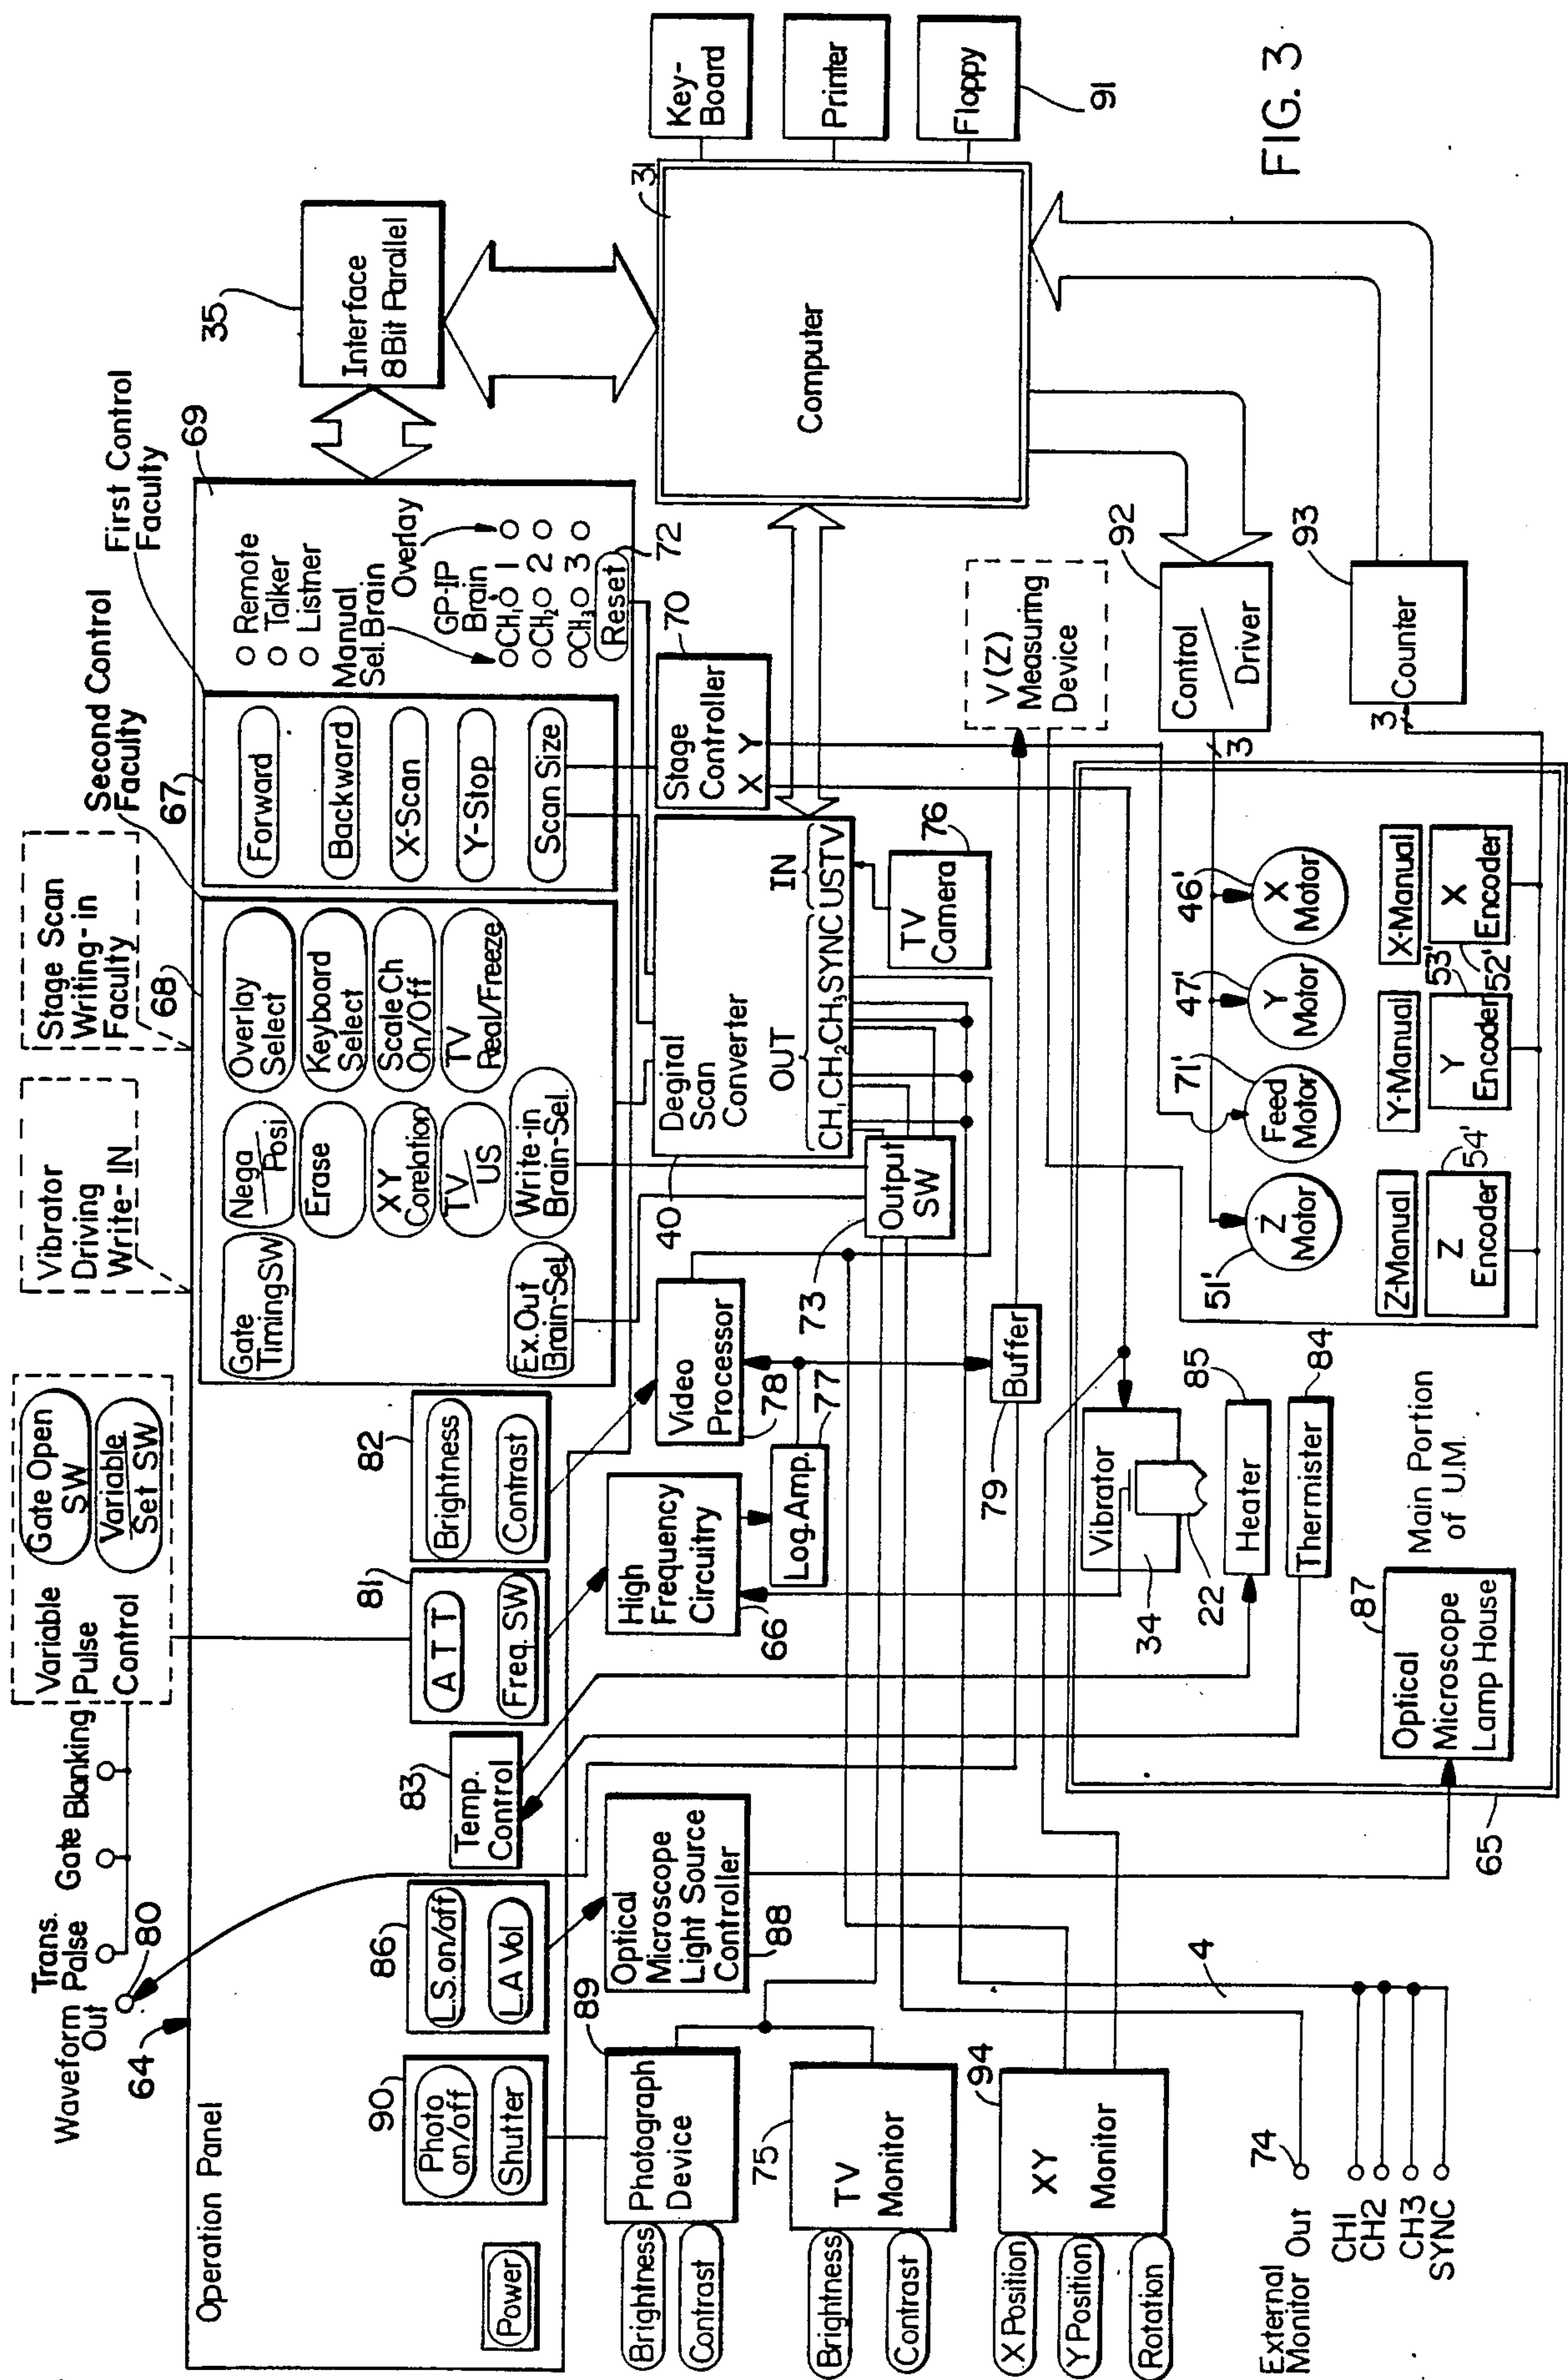 FIG. 3
Waveform
Out
80
64
Trans.
Palse
Gate
Blanking
Variable
Pulse
Control
Gate Open
SW
Variable
Set SW
Vibrator
Driving
Write-IN
Stage Scan
Writing-in
Faculty
Second Control
Faculty
First Control
Faculty
Operation Panel
Power
90
Photo
on/off
Shutter
86
L.S. on/off
L.A Vol
83
Temp.
Control
81
A T T
Freq. SW
82
Brightness
Contrast
68
Gate
TimingSW
Nega
Posi
Overlay
Select
Erase
Keyboard
Select
XY
Corelation
Scale Ch
On/Off
TV
US
TV
Real/Freeze
Ex. Out
Brain-Sel.
Write-in
Brain-Sel.
67
Forward
Backward
X-Scan
Y-Stop
Scan Size
69
Remote
Talker
Listner
Manual
Sel. Brain
Overlay
GP-IP
Brain
CH1 1
CH2 2
CH3 3
Reset
72
35
Interface
8Bit Parallel
Brightness
Contrast
89
Photograph
Device
88
Optical
Microscope
Light Source
Controller
66
High
Frequency
Circuitry
77
Log. Amp.
78
Video
Processor
40
Degital
Scan
Converter
OUT
IN
CH1 CH2 CH3 SYNC USTV
70
Stage
Controller
X Y
31
Computer
Key-
Board
Printer
Floppy
91
Brightness
Contrast
75
TV
Monitor
73
Output
SW
76
TV
Camera
X Position
Y Position
Rotation
94
XY
Monitor
79
Buffer
V(Z)
Measuring
Device
92
Control
Driver
3
93
Counter
3
External
Monitor Out
74
CH1
CH2
CH3
SYNC
4
65
87
Optical
Microscope
Lamp House
Main Portion
of U.M.
Vibrator
34
22
85
Heater
84
Thermister
51'
Z
Motor
71'
Feed
Motor
47'
Y
Motor
46'
X
Motor
Z-Manual
Y-Manual
X-Manual
54'
Z
Encoder
53'
Y
Encoder
52'
X
Encoder